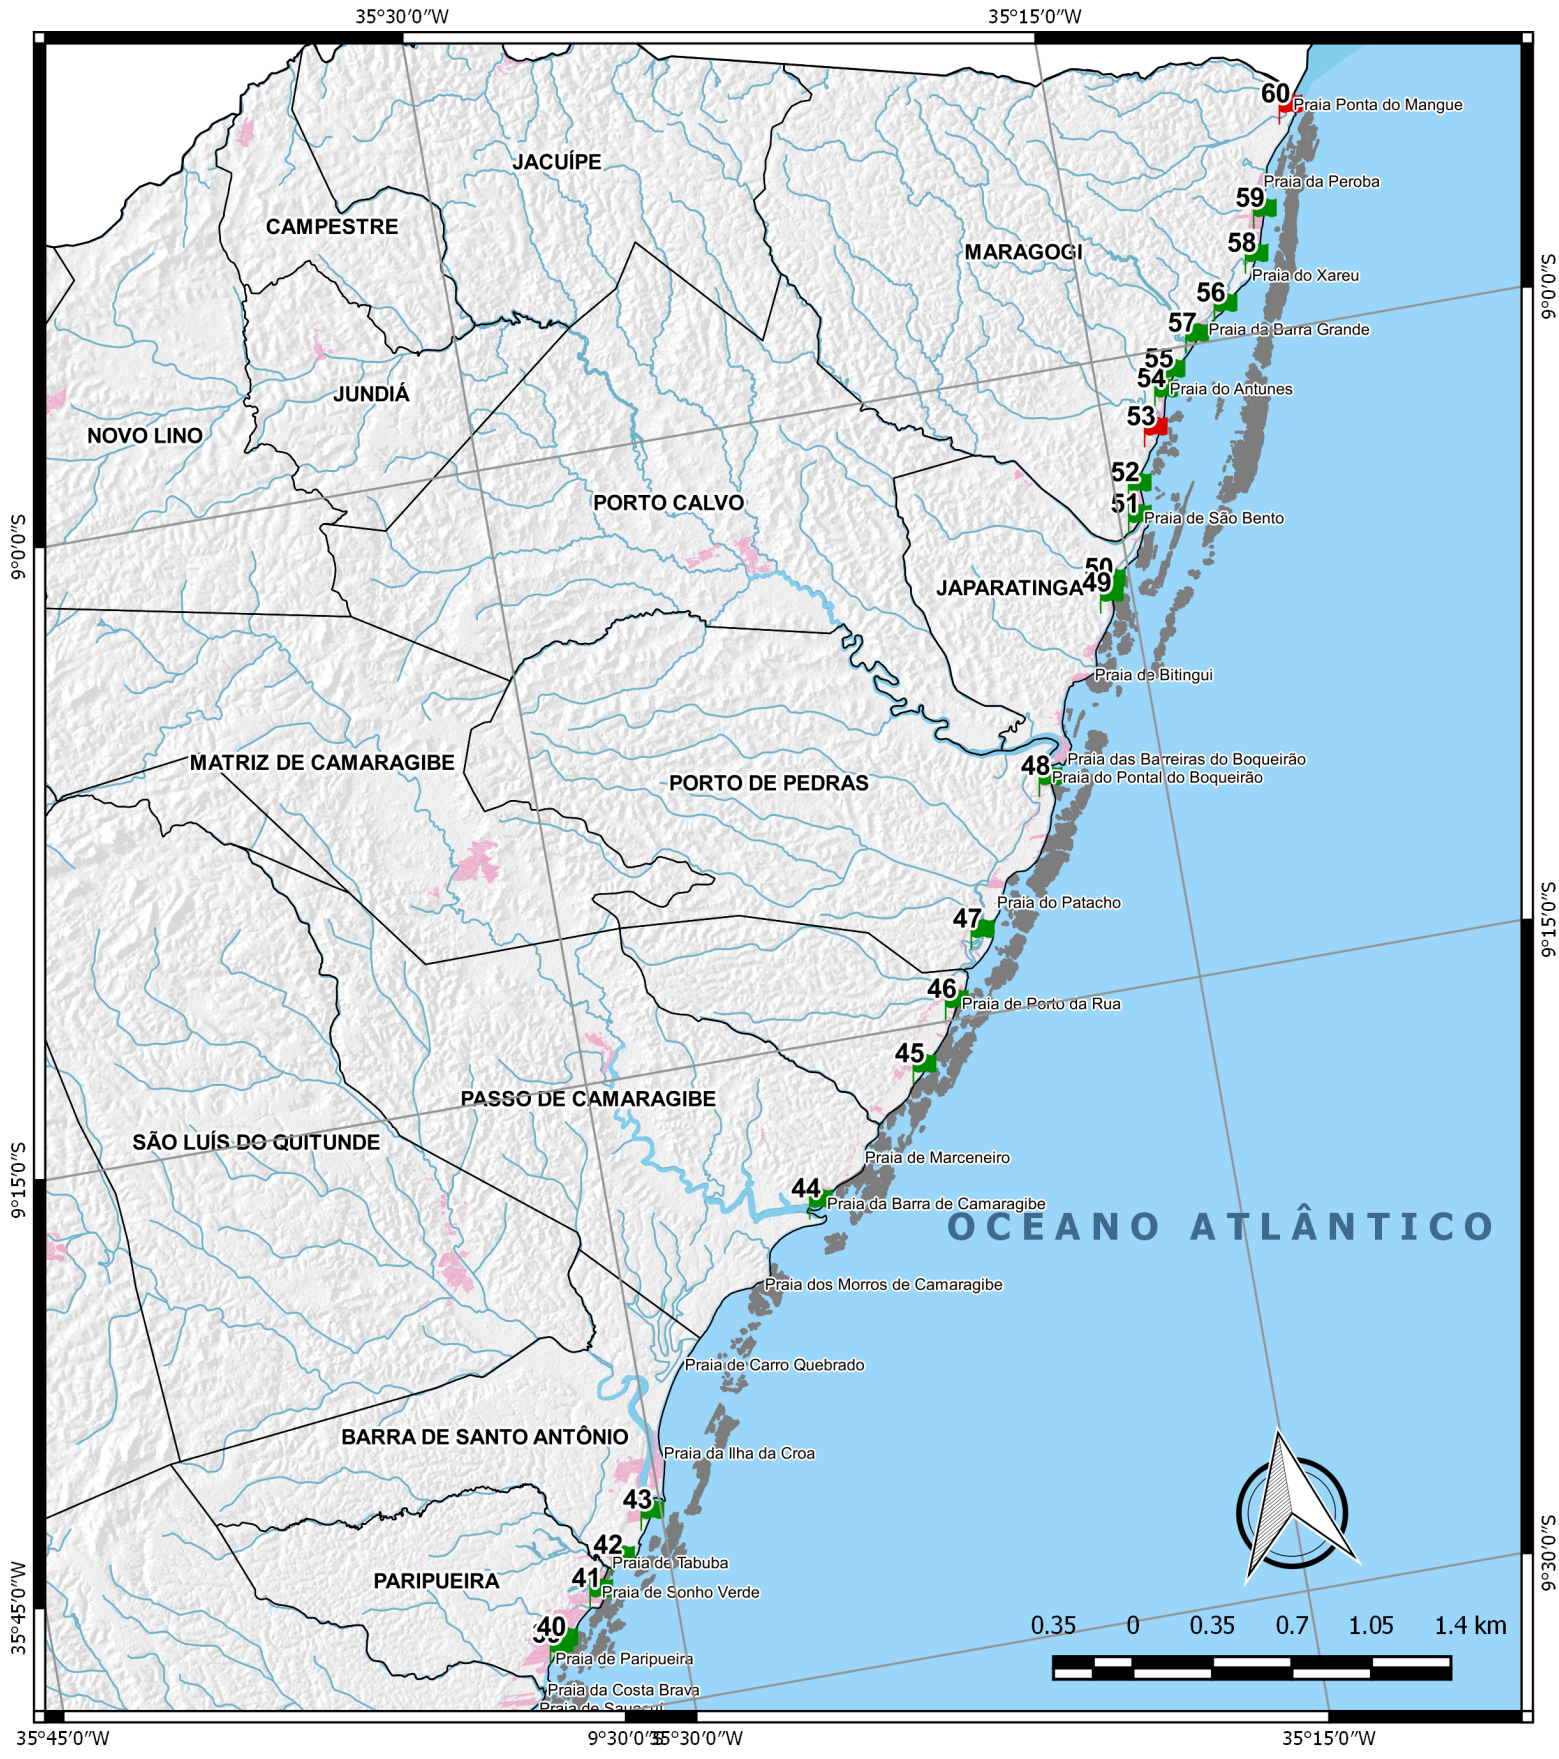 35°30′0″W
35°15′0″W
60
Praia Ponta do Mangue
JACUÍPE
Praia da Peroba
59
CAMPESTRE
58
MARAGOGI
Praia do Xareu
9°0′0″S
56
57
Praia da Barra Grande
55
54
Praia do Antunes
JUNDIÁ
53
NOVO LINO
52
PORTO CALVO
51
Praia de São Bento
9°0′0″S
50
JAPARATINGA
49
Praia de Bitingui
MATRIZ DE CAMARAGIBE
Praia das Barreiras do Boqueirão
48
Praia do Pontal do Boqueirão
PORTO DE PEDRAS
Praia do Patacho
47
9°15′0″S
46
Praia de Porto da Rua
45
PASSO DE CAMARAGIBE
SÃO LUÍS DO QUITUNDE
Praia de Marceneiro
9°15′0″S
44
Praia da Barra de Camaragibe
OCEANO ATLÂNTICO
Praia dos Morros de Camaragibe
Praia de Carro Quebrado
BARRA DE SANTO ANTÔNIO
Praia da Ilha da Croa
43
42
Praia de Tabuba
9°30′0″S
41
PARIPUEIRA
Praia de Sonho Verde
35°45′0″W
40
0.35 0 0.35 0.7 1.05 1.4 km
Praia de Paripueira
Praia da Costa Brava
Praia de Sauaçuí
35°45′0″W
9°30′0″S
35°30′0″W
35°15′0″W